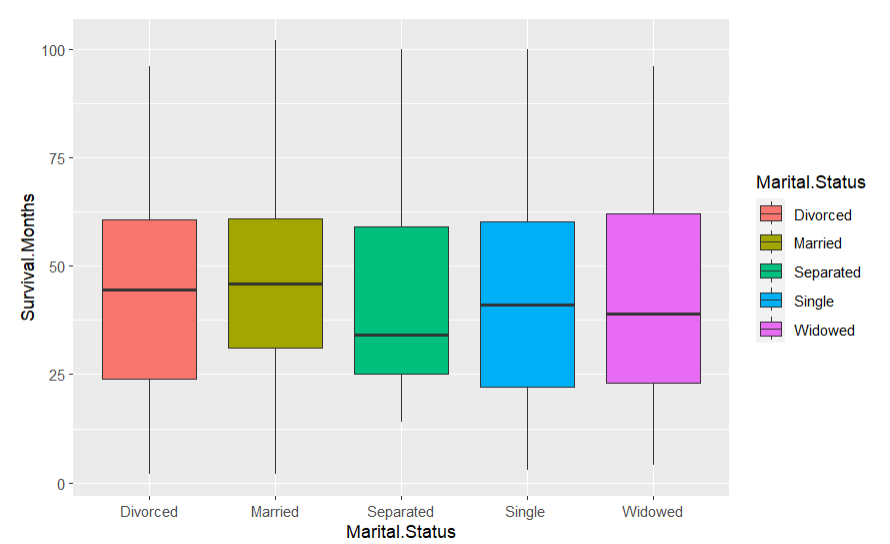 100
75
50
25
0
Survival.Months
Divorced Married Separated Single Widowed
Marital.Status
Marital.Status
Divorced
Married
Separated
Single
Widowed